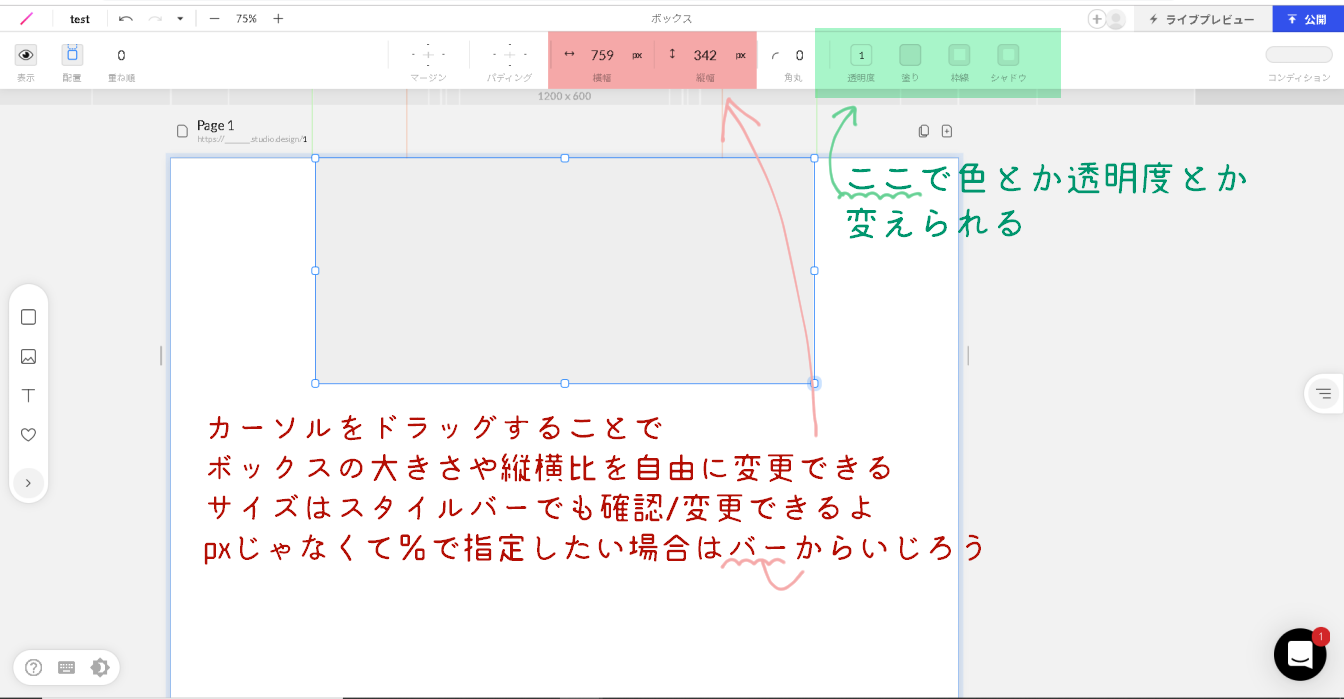 test
75%
ボックス
ライブプレビュー
公開
表示
配置
0
重ね順
マージン
パディング
759 px
横幅
342 px
縦幅
0
角丸
1
透明度
塗り
枠線
シャドウ
コンディション
1200 x 600
Page 1
https://______.studio.design/1
ここで色とか透明度とか
変えられる
カーソルをドラッグすることで
ボックスの大きさや縦横比を自由に変更できる
サイズはスタイルバーでも確認/変更できるよ
pxじゃなくて%で指定したい場合はバーからいじろう
1